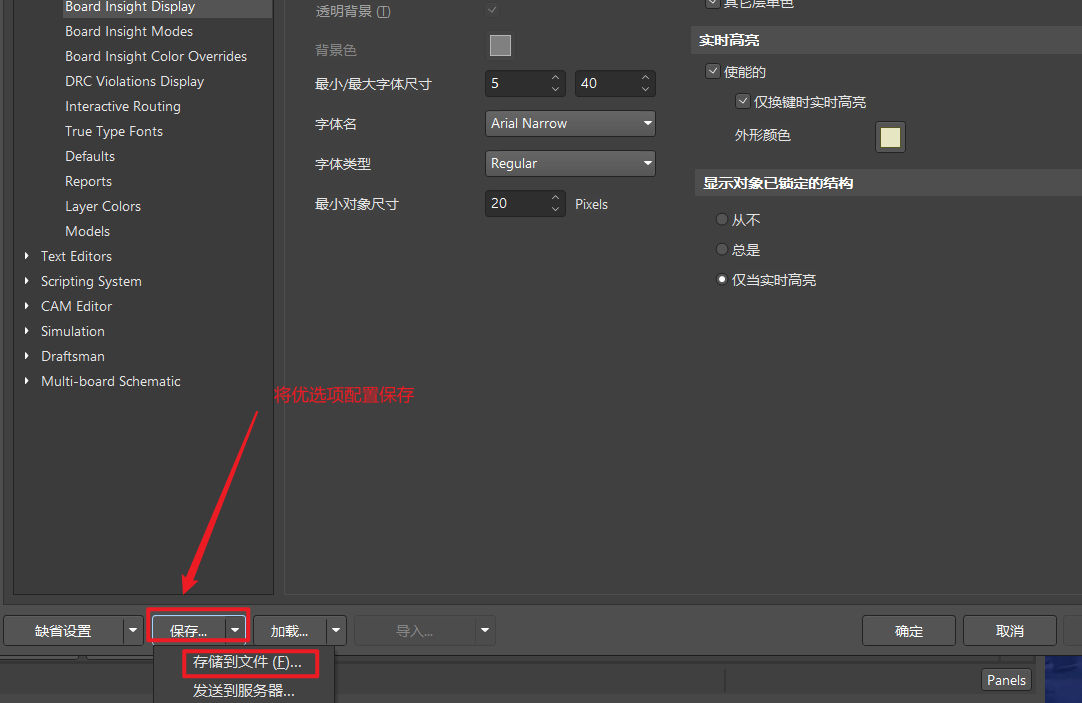 Board Insight Display
Board Insight Modes
Board Insight Color Overrides
DRC Violations Display
Interactive Routing
True Type Fonts
Defaults
Reports
Layer Colors
Models
Text Editors
Scripting System
CAM Editor
Simulation
Draftsman
Multi-board Schematic
透明背景 (T)
背景色
最小/最大字体尺寸 5 40
字体名 Arial Narrow
字体类型 Regular
最小对象尺寸 20 Pixels
其它层单色
实时高亮
使能的
仅换键时实时高亮
外形颜色
显示对象已锁定的结构
从不
总是
仅当实时高亮
将优选项配置保存
缺省设置 保存... 加载... 导入... 确定 取消
存储到文件 (F)...
发送到服务器...
Panels